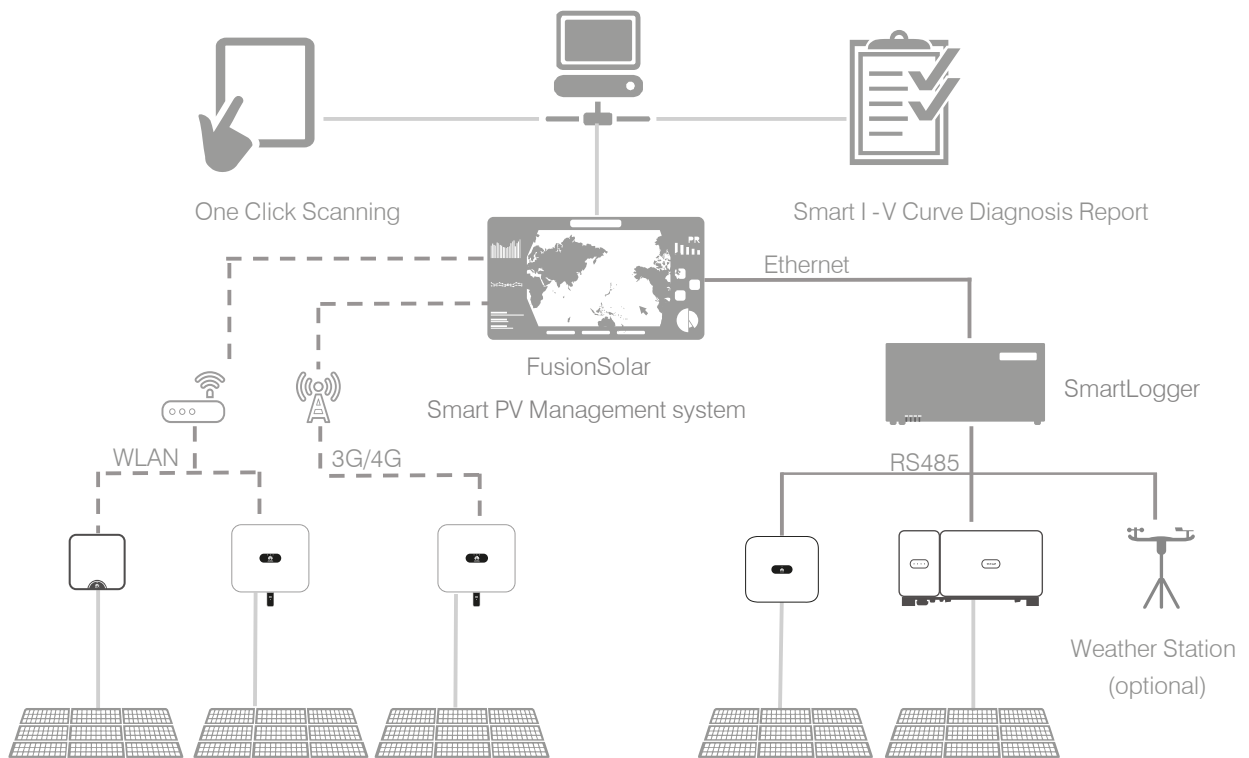 One Click Scanning
Smart I - V Curve Diagnosis Report
PR
Ethernet
FusionSolar
Smart PV Management system
SmartLogger
WLAN
3G/4G
RS485
Weather Station
(optional)